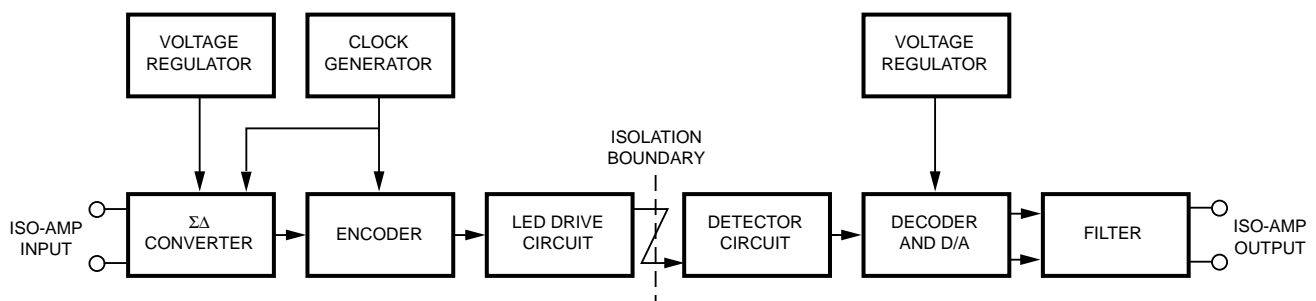 VOLTAGE
REGULATOR
CLOCK
GENERATOR
VOLTAGE
REGULATOR
ISOLATION
BOUNDARY
ISO-AMP
INPUT
ΣΔ
CONVERTER
ENCODER
LED DRIVE
CIRCUIT
DETECTOR
CIRCUIT
DECODER
AND D/A
FILTER
ISO-AMP
OUTPUT